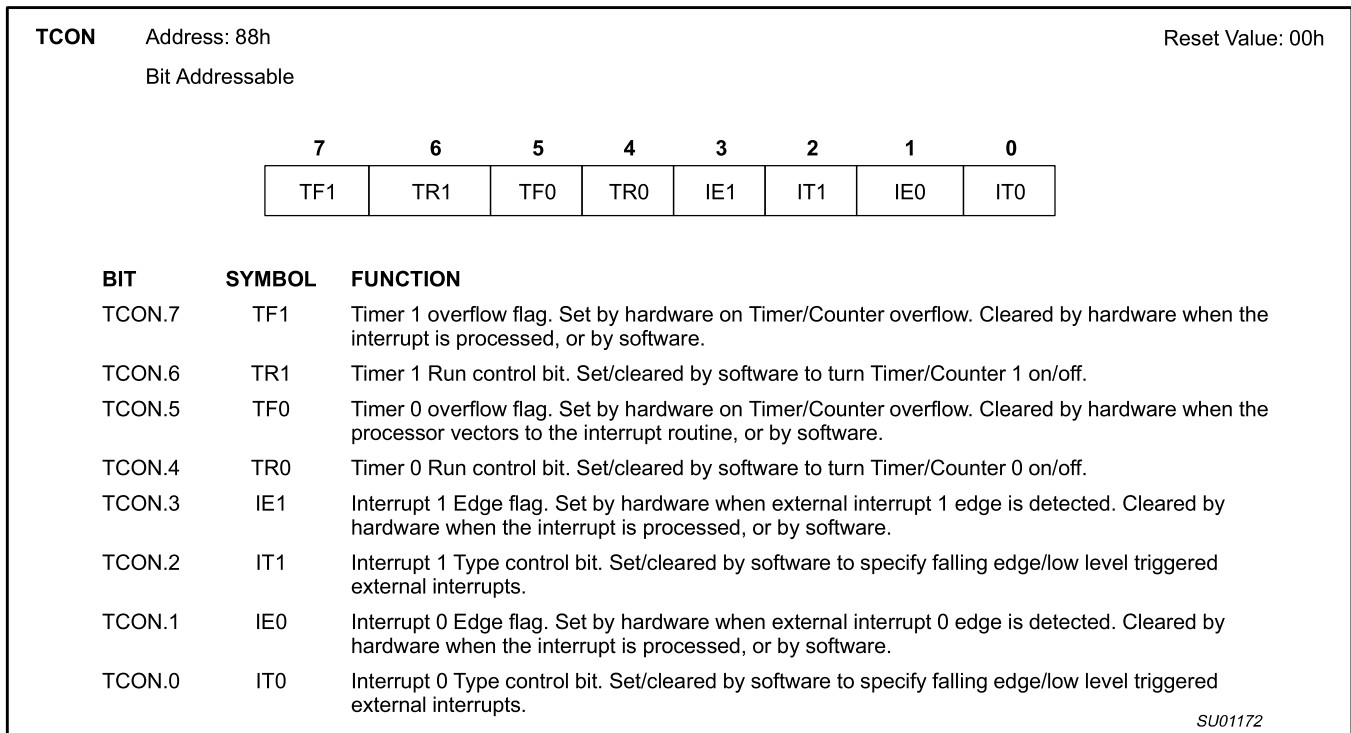 TCON Address: 88h Reset Value: 00h
Bit Addressable
7 6 5 4 3 2 1 0
TF1 TR1 TF0 TR0 IE1 IT1 IE0 IT0
BIT SYMBOL FUNCTION
TCON.7 TF1 Timer 1 overflow flag. Set by hardware on Timer/Counter overflow. Cleared by hardware when the
interrupt is processed, or by software.
TCON.6 TR1 Timer 1 Run control bit. Set/cleared by software to turn Timer/Counter 1 on/off.
TCON.5 TF0 Timer 0 overflow flag. Set by hardware on Timer/Counter overflow. Cleared by hardware when the
processor vectors to the interrupt routine, or by software.
TCON.4 TR0 Timer 0 Run control bit. Set/cleared by software to turn Timer/Counter 0 on/off.
TCON.3 IE1 Interrupt 1 Edge flag. Set by hardware when external interrupt 1 edge is detected. Cleared by
hardware when the interrupt is processed, or by software.
TCON.2 IT1 Interrupt 1 Type control bit. Set/cleared by software to specify falling edge/low level triggered
external interrupts.
TCON.1 IE0 Interrupt 0 Edge flag. Set by hardware when external interrupt 0 edge is detected. Cleared by
hardware when the interrupt is processed, or by software.
TCON.0 IT0 Interrupt 0 Type control bit. Set/cleared by software to specify falling edge/low level triggered
external interrupts.
SU01172